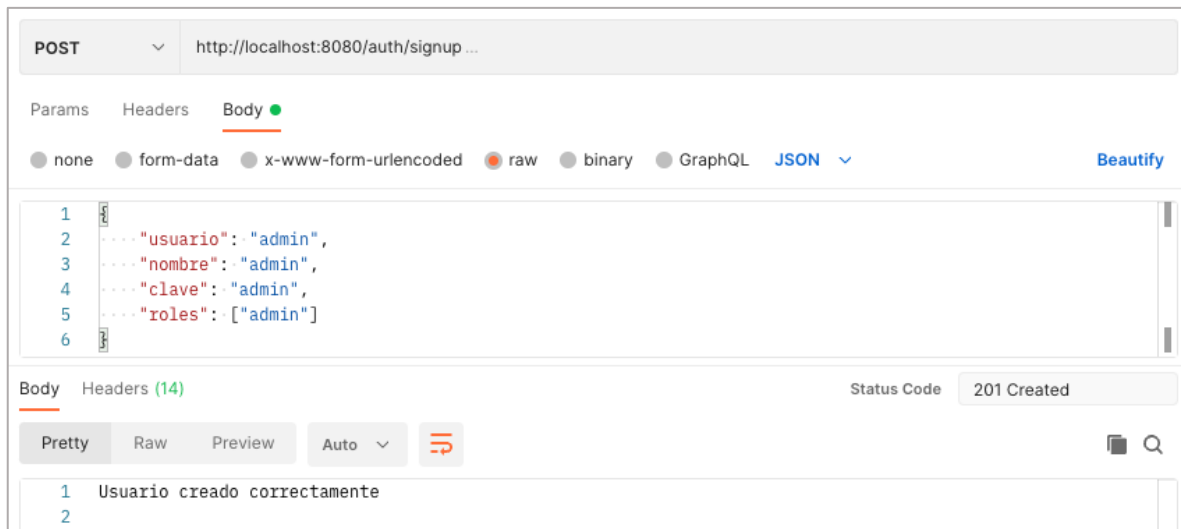 POST http://localhost:8080/auth/signup ...
Params Headers Body
none form-data x-www-form-urlencoded raw binary GraphQL JSON Beautify
1 {
2 ····"usuario":·"admin",
3 ····"nombre":·"admin",
4 ····"clave":·"admin",
5 ····"roles":·["admin"]
6 }
Body Headers (14) Status Code 201 Created
Pretty Raw Preview Auto
1 Usuario creado correctamente
2